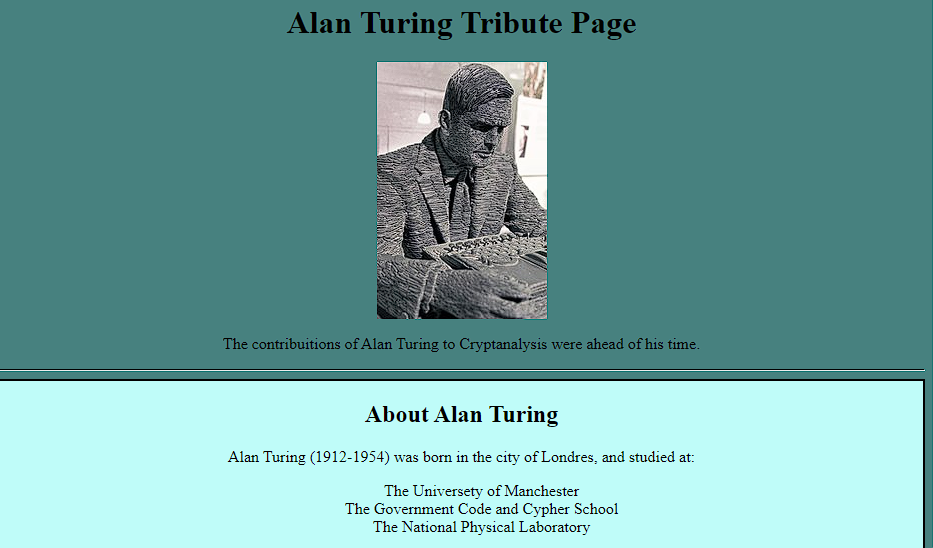 Alan Turing Tribute Page
The contribuitions of Alan Turing to Cryptanalysis were ahead of his time.
About Alan Turing
Alan Turing (1912-1954) was born in the city of Londres, and studied at:
The Universety of Manchester
The Government Code and Cypher School
The National Physical Laboratory